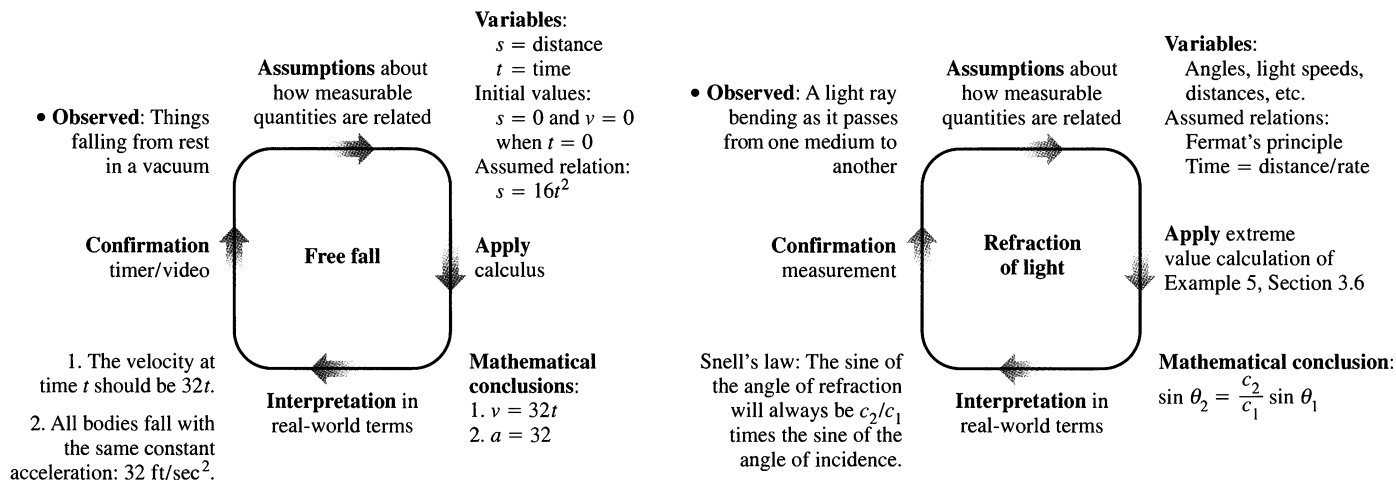 • Observed: Things
falling from rest
in a vacuum
Assumptions about
how measurable
quantities are related
Variables:
s = distance
t = time
Initial values:
s = 0 and v = 0
when t = 0
Assumed relation:
s = 16t²
Confirmation
timer/video
Free fall
Apply
calculus
1. The velocity at
time t should be 32t.
2. All bodies fall with
the same constant
acceleration: 32 ft/sec².
Interpretation in
real-world terms
Mathematical
conclusions:
1. v = 32t
2. a = 32
• Observed: A light ray
bending as it passes
from one medium to
another
Assumptions about
how measurable
quantities are related
Variables:
Angles, light speeds,
distances, etc.
Assumed relations:
Fermat's principle
Time = distance/rate
Confirmation
measurement
Refraction
of light
Apply extreme
value calculation of
Example 5, Section 3.6
Snell's law: The sine of
the angle of refraction
will always be c₂/c₁
times the sine of the
angle of incidence.
Interpretation in
real-world terms
Mathematical conclusion:
sin θ₂ = c₂/c₁ sin θ₁